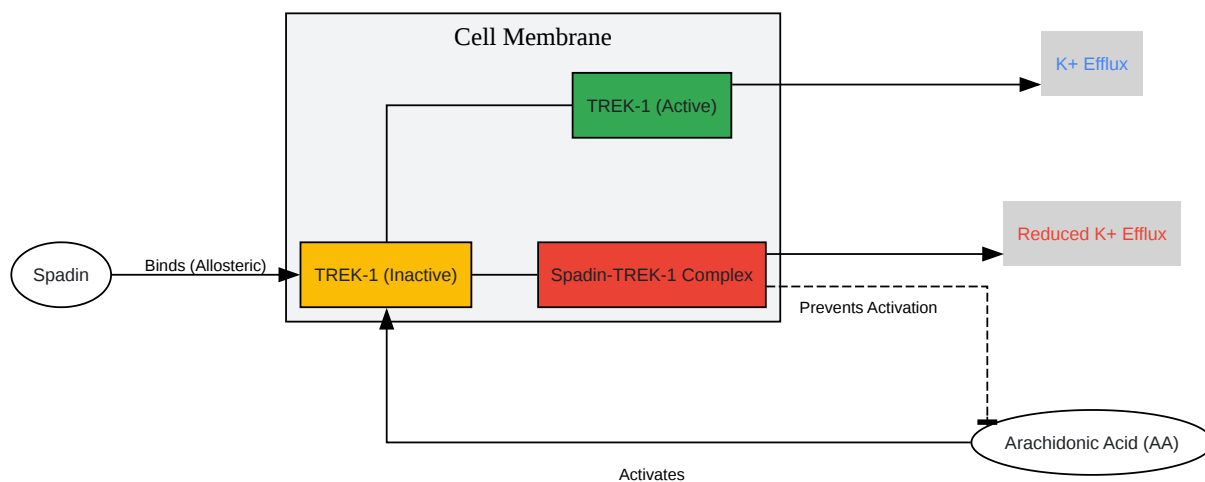 Cell Membrane
K+ Efflux
TREK-1 (Active)
Reduced K+ Efflux
Spadin
Binds (Allosteric)
TREK-1 (Inactive)
Spadin-TREK-1 Complex
Prevents Activation
Arachidonic Acid (AA)
Activates